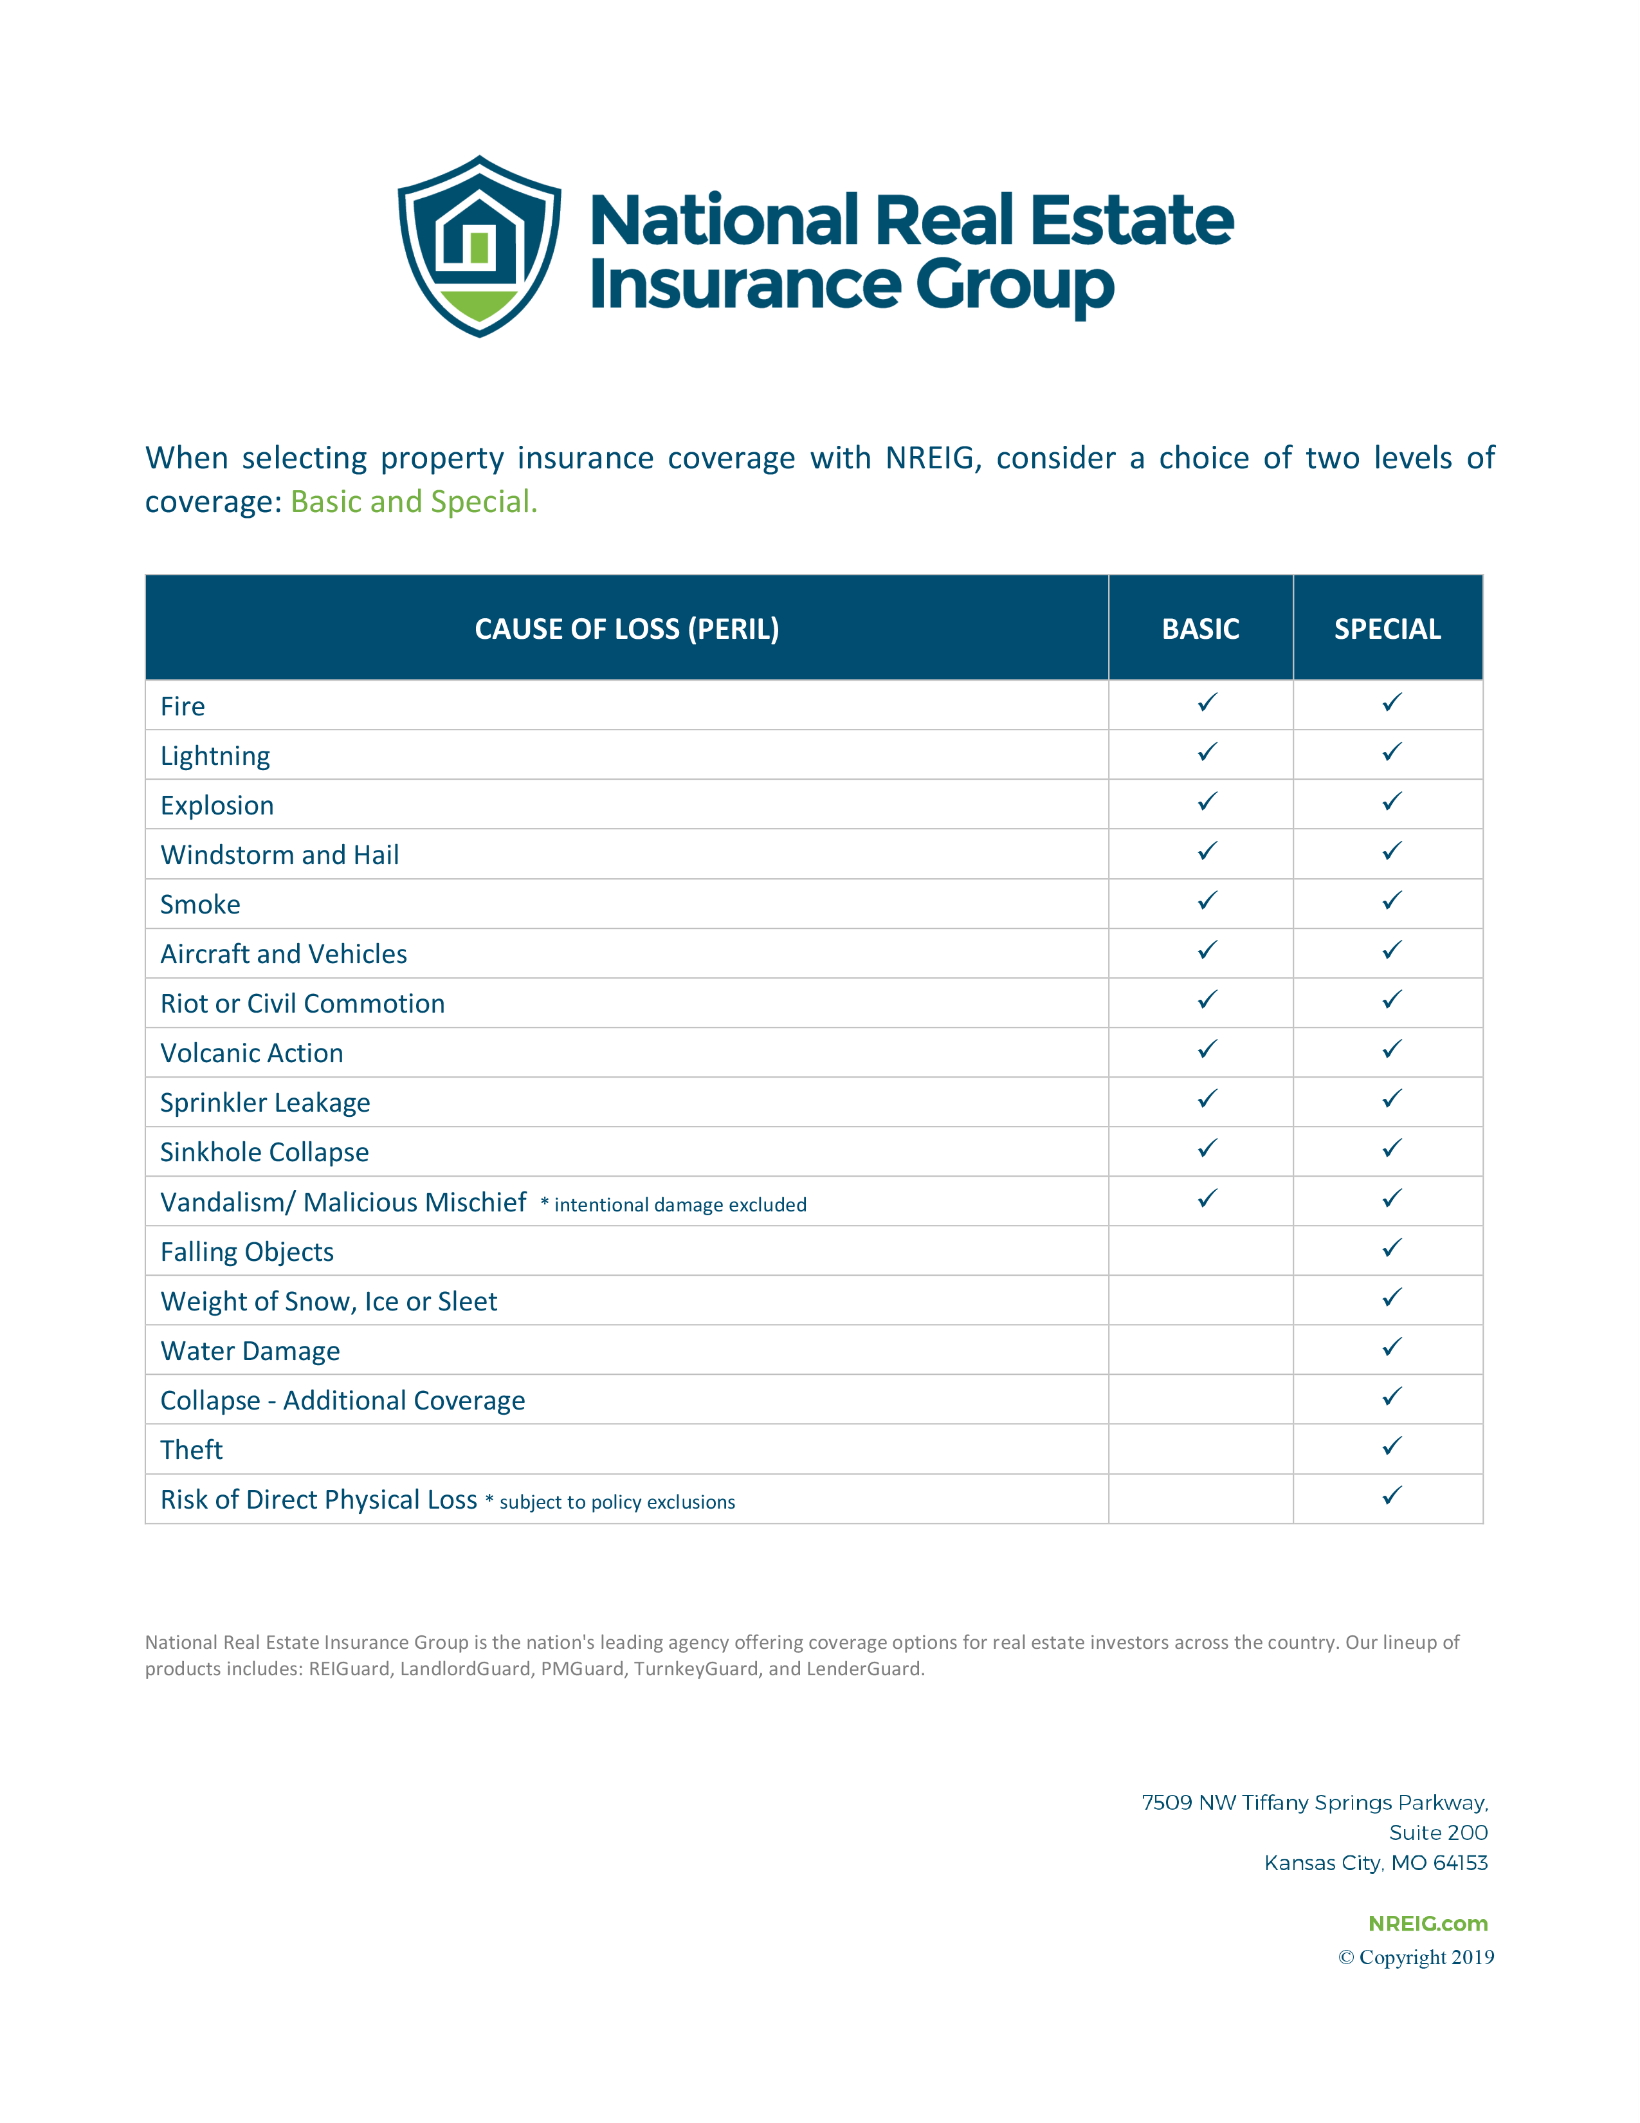 National Real Estate
Insurance Group
When selecting property insurance coverage with NREIG, consider a choice of two levels of
coverage: Basic and Special.
CAUSE OF LOSS (PERIL) BASIC SPECIAL
Fire ✓ ✓
Lightning ✓ ✓
Explosion ✓ ✓
Windstorm and Hail ✓ ✓
Smoke ✓ ✓
Aircraft and Vehicles ✓ ✓
Riot or Civil Commotion ✓ ✓
Volcanic Action ✓ ✓
Sprinkler Leakage ✓ ✓
Sinkhole Collapse ✓ ✓
Vandalism/ Malicious Mischief * intentional damage excluded ✓ ✓
Falling Objects ✓
Weight of Snow, Ice or Sleet ✓
Water Damage ✓
Collapse - Additional Coverage ✓
Theft ✓
Risk of Direct Physical Loss * subject to policy exclusions ✓
National Real Estate Insurance Group is the nation's leading agency offering coverage options for real estate investors across the country. Our lineup of
products includes: REIGuard, LandlordGuard, PMGuard, TurnkeyGuard, and LenderGuard.
7509 NW Tiffany Springs Parkway,
Suite 200
Kansas City, MO 64153
NREIG.com
© Copyright 2019